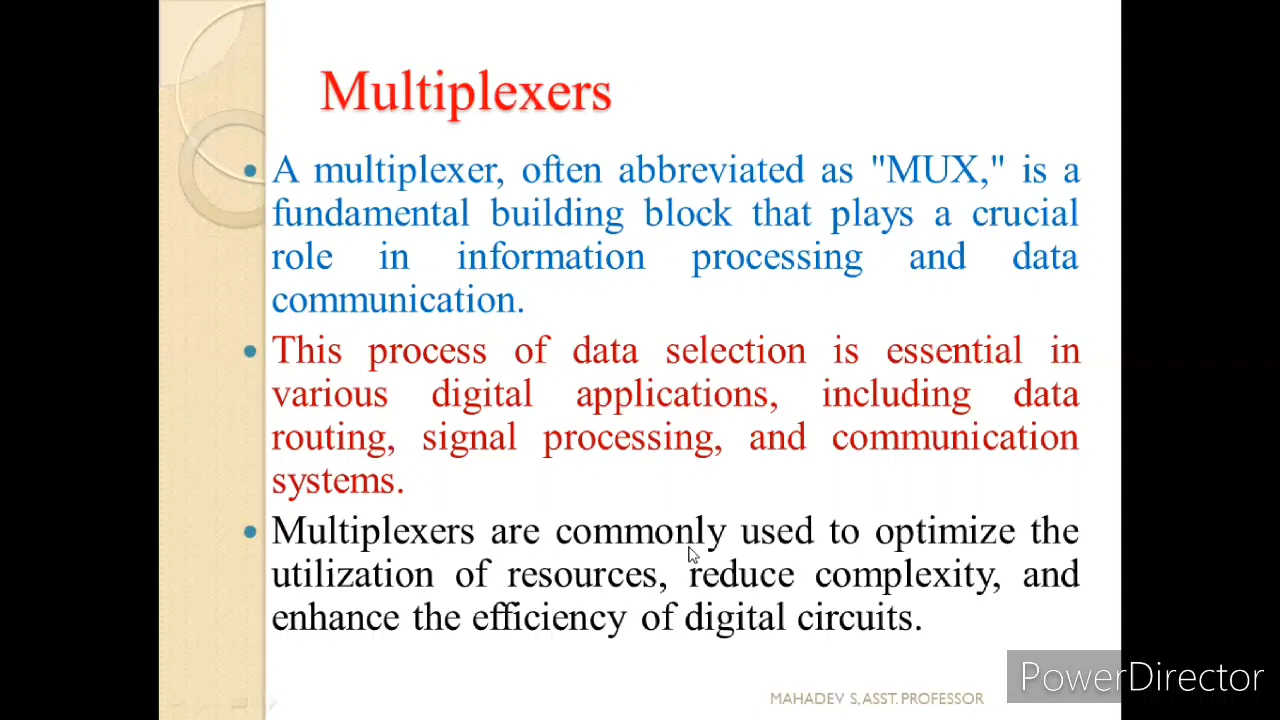 Multiplexers
• A multiplexer, often abbreviated as "MUX," is a
fundamental building block that plays a crucial
role in information processing and data
communication.
• This process of data selection is essential in
various digital applications, including data
routing, signal processing, and communication
systems.
• Multiplexers are commonly used to optimize the
utilization of resources, reduce complexity, and
enhance the efficiency of digital circuits.
MAHADEV S, ASST. PROFESSOR
PowerDirector